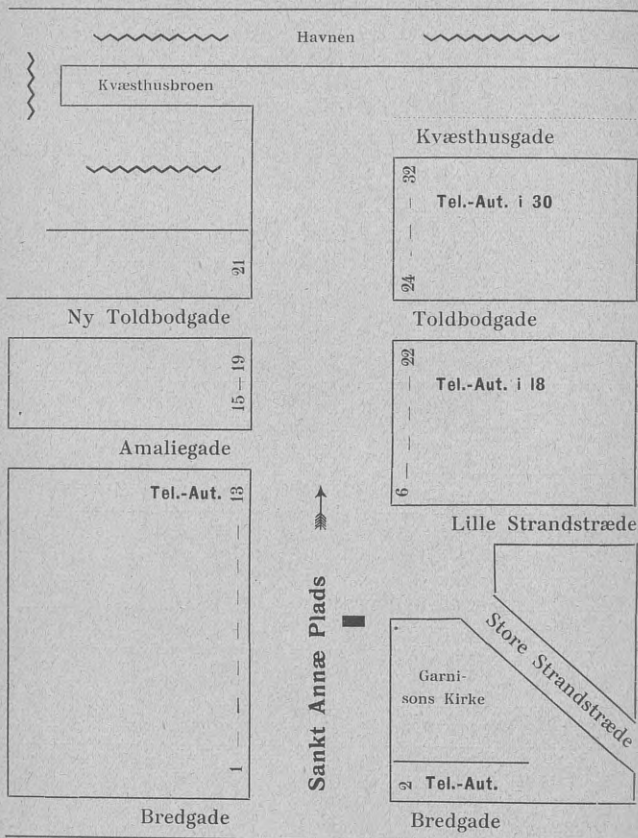 Havnen
Kvæsthusbroen
Kvæsthusgade
32
Tel.-Aut. i 30
24
21
Ny Toldbodgade
Toldbodgade
15 — 19
22
Tel.-Aut. i 18
6
Amaliegade
Lille Strandstræde
Tel.-Aut. 13
1
Sankt Annæ Plads
Store Strandstræde
Garni-
sons Kirke
2 Tel.-Aut.
Bredgade
Bredgade